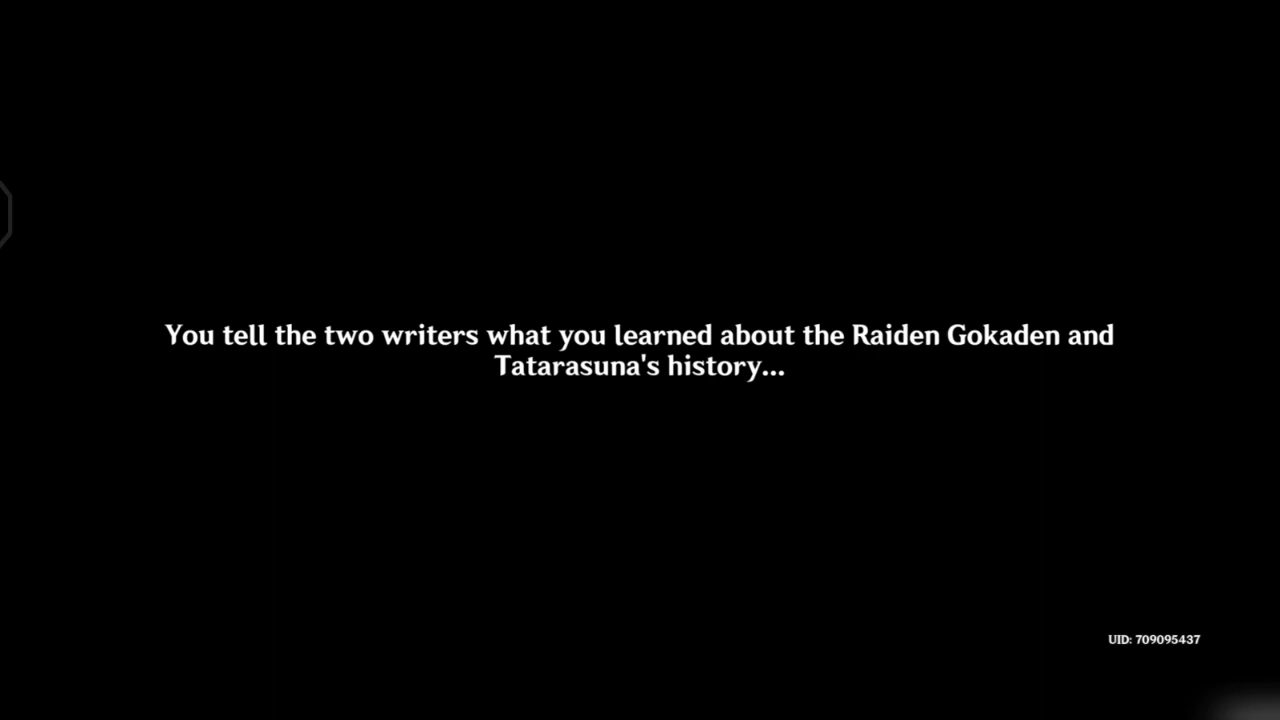 You tell the two writers what you learned about the Raiden Gokaden and
Tatarasuna's history...
UID: 709095437